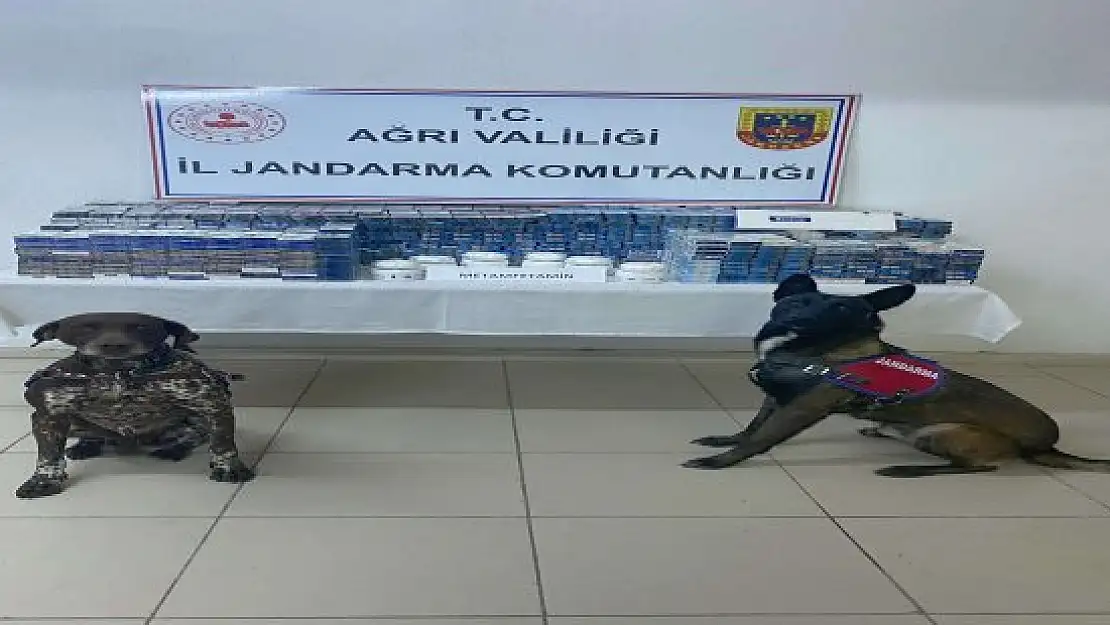 T.C.
AĞRI VALİLİĞİ
İL JANDARMA KOMUTANLIĞI
METAMFETAMİN
JANDARMA